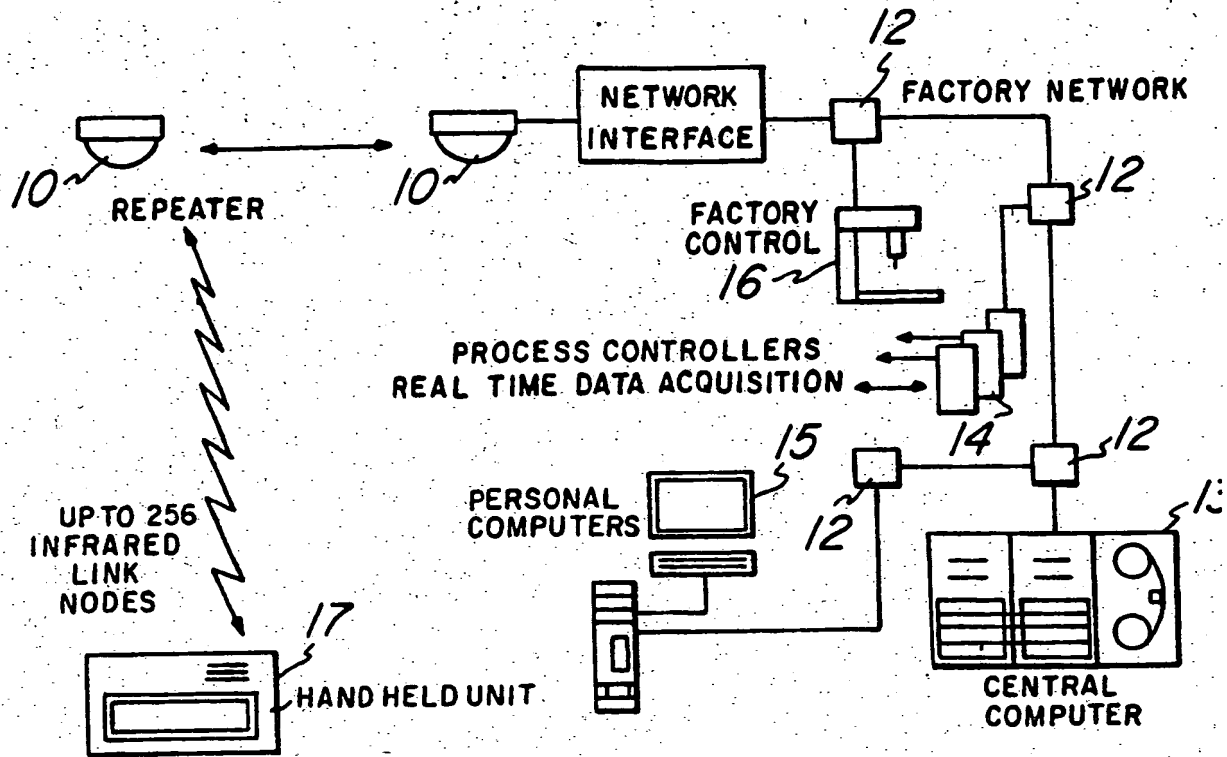 12
NETWORK
INTERFACE
FACTORY NETWORK
10
10
12
REPEATER
FACTORY
CONTROL
16
PROCESS CONTROLLERS
REAL TIME DATA ACQUISITION
14
15
12
12
PERSONAL
COMPUTERS
13
UP TO 256
INFRARED
LINK
NODES
17
HAND HELD UNIT
CENTRAL
COMPUTER